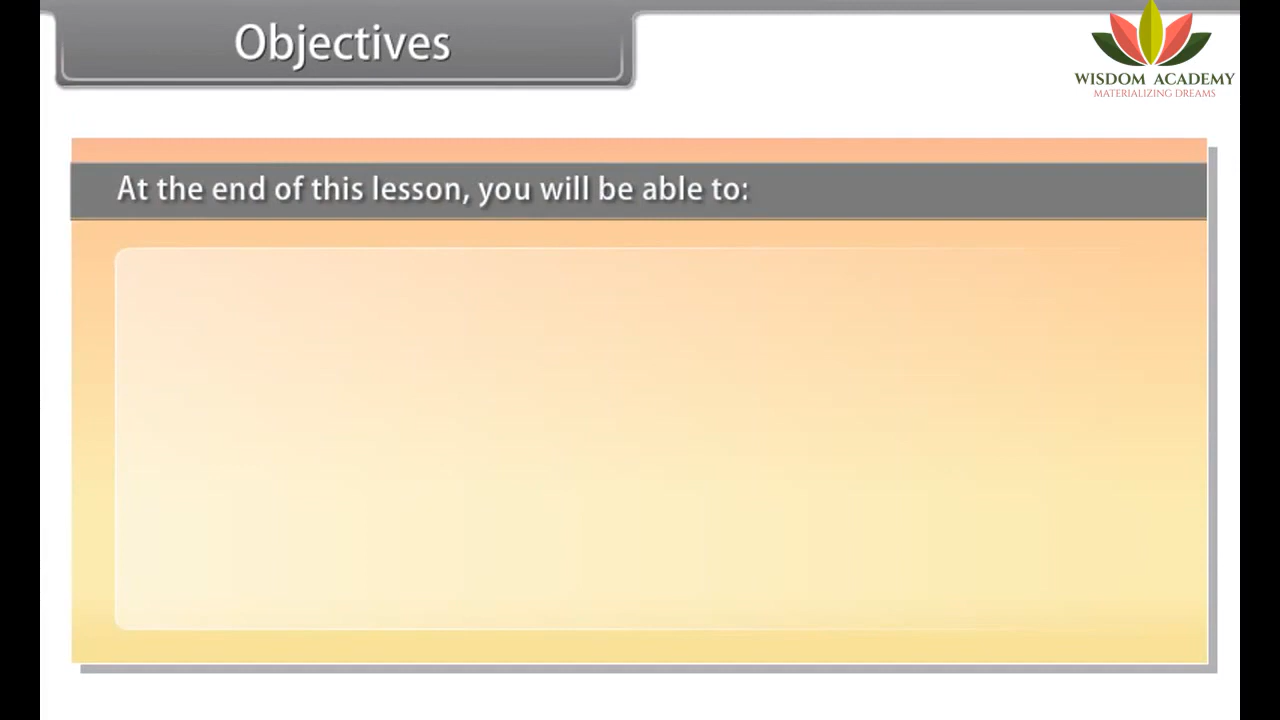 Objectives
WISDOM ACADEMY
MATERIALIZING DREAMS
At the end of this lesson, you will be able to: